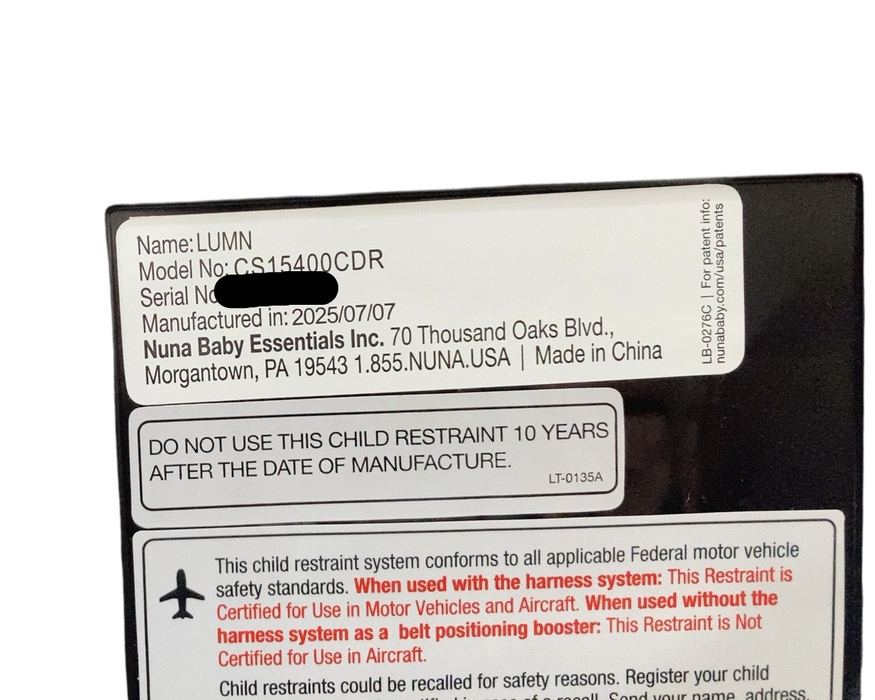 Name: LUMN
Model No: CS15400CDR
Serial No
Manufactured in: 2025/07/07
Nuna Baby Essentials Inc. 70 Thousand Oaks Blvd.,
Morgantown, PA 19543 1.855.NUNA.USA | Made in China
LB-0276C | For patent info:
nunababy.com/usa/patents
DO NOT USE THIS CHILD RESTRAINT 10 YEARS
AFTER THE DATE OF MANUFACTURE.
LT-0135A
This child restraint system conforms to all applicable Federal motor vehicle
safety standards. When used with the harness system: This Restraint is
Certified for Use in Motor Vehicles and Aircraft. When used without the
harness system as a belt positioning booster: This Restraint is Not
Certified for Use in Aircraft.
Child restraints could be recalled for safety reasons. Register your child
of a recall. Send your name, address,